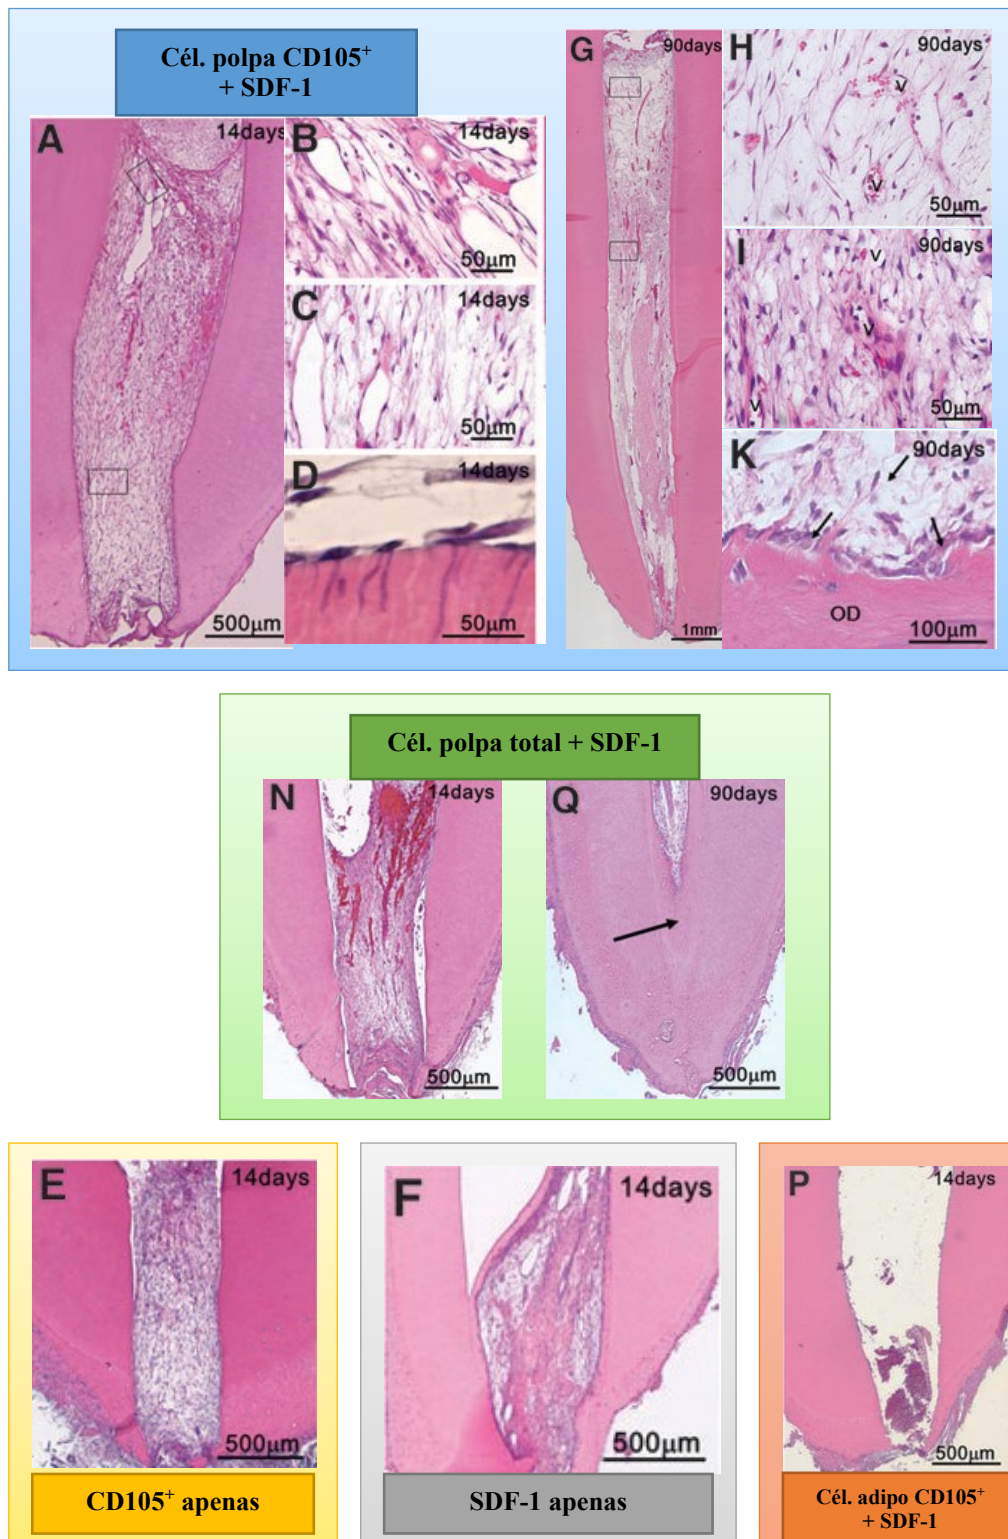 Cél. polpa CD105⁺
+ SDF-1
A
14days
B
14days
50µm
C
14days
50µm
D
14days
500µm
50µm
G
90days
1mm
H
90days
v
v
50µm
I
90days
v
v
v
50µm
K
90days
OD
100µm
Cél. polpa total + SDF-1
N
14days
500µm
Q
90days
500µm
E
14days
500µm
CD105⁺ apenas
F
14days
500µm
SDF-1 apenas
P
14days
500µm
Cél. adipo CD105⁺
+ SDF-1